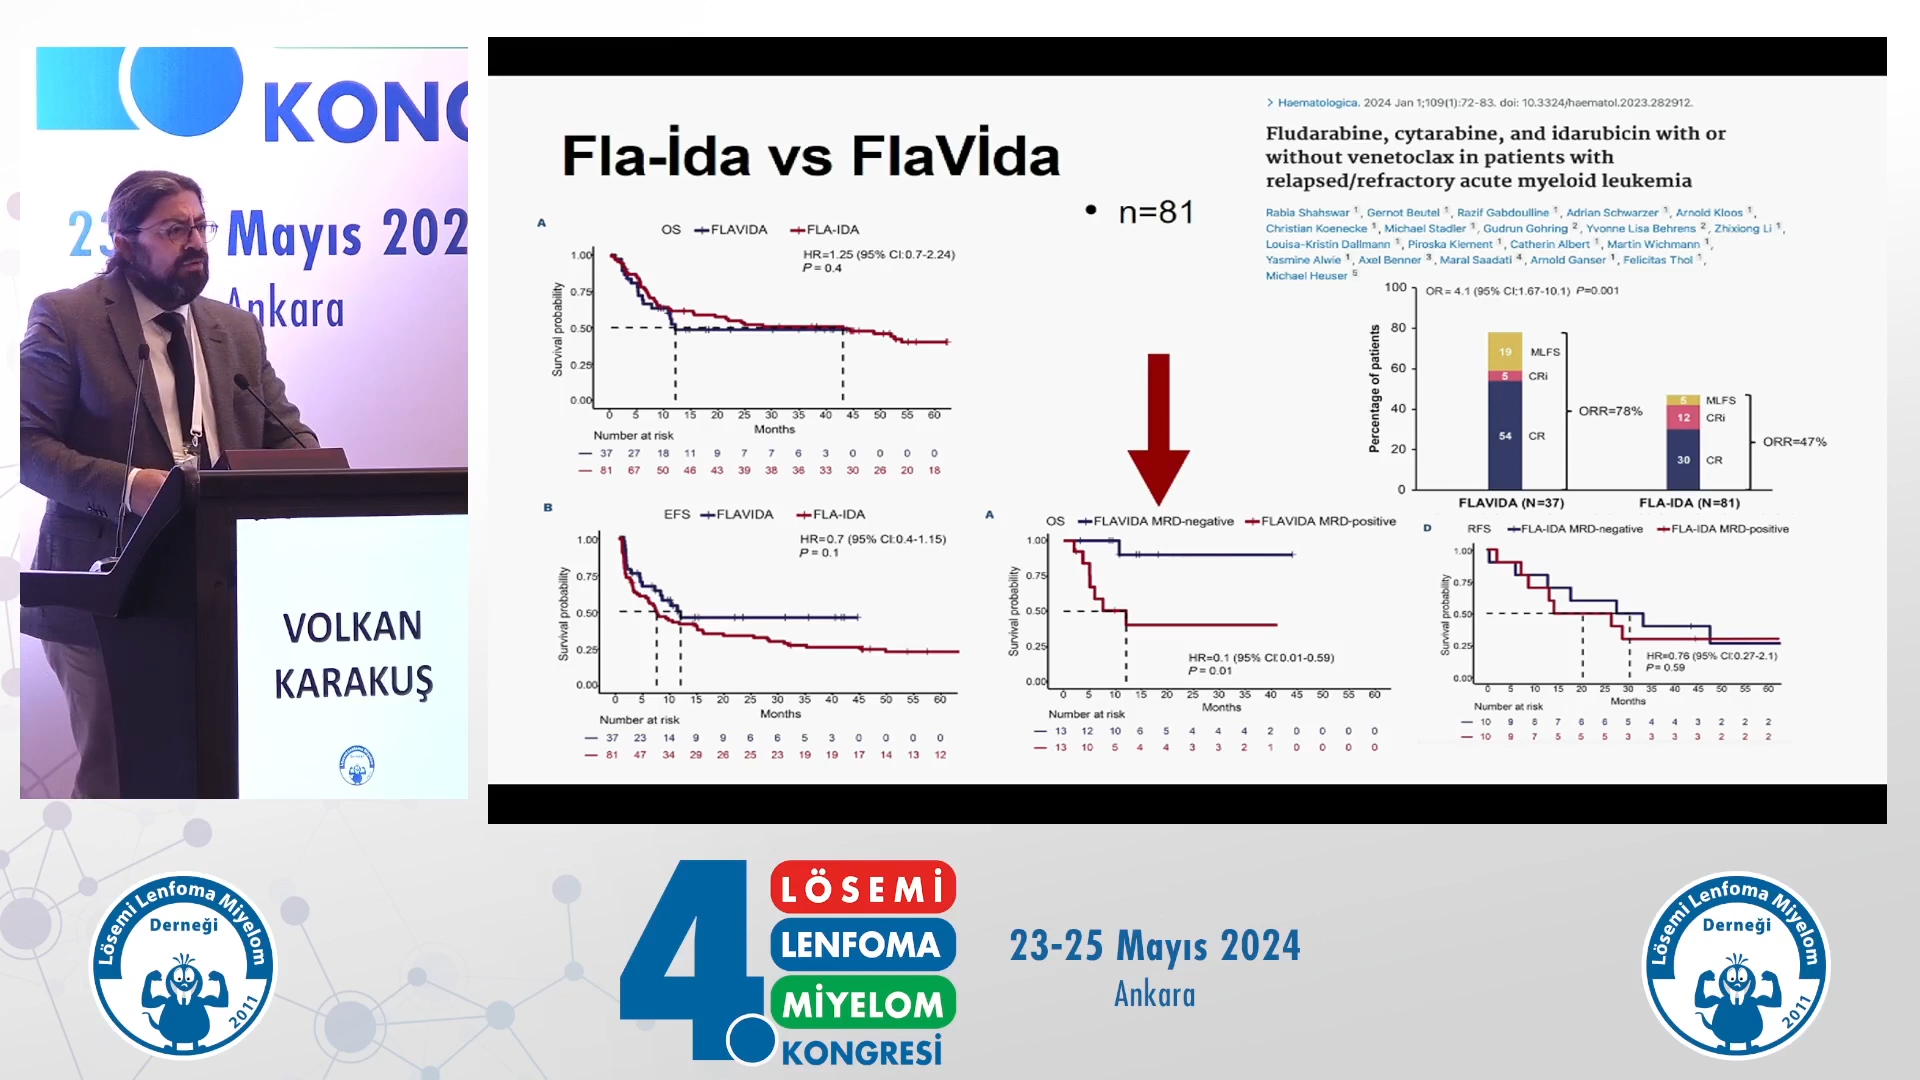 KONG
23
Mayıs 202
Ankara
VOLKAN
KARAKUŞ
Fla-İda vs FlaVİda
• n=81
> Haematologica. 2024 Jan 1;109(1):72-83. doi: 10.3324/haematol.2023.282912.
Fludarabine, cytarabine, and idarubicin with or
without venetoclax in patients with
relapsed/refractory acute myeloid leukemia
Rabia Shahswar 1, Gernot Beutel 1, Razif Gabdoulline 1, Adrian Schwarzer 1, Arnold Kloos 1,
Christian Koenecke 1, Michael Stadler 1, Gudrun Gohring 2, Yvonne Lisa Behrens 2, Zhixiong Li 1,
Louisa-Kristin Dallmann 1, Piroska Klement 1, Catherin Albert 1, Martin Wichmann 1,
Yasmine Alwie 1, Axel Benner 3, Maral Saadati 4, Arnold Ganser 1, Felicitas Thol 1,
Michael Heuser 5
A
OS FLAVIDA FLA-IDA
HR=1.25 (95% CI:0.7-2.24)
P = 0.4
Survival probability
1.00
0.75
0.50
0.25
0.00
0 5 10 15 20 25 30 35 40 45 50 55 60
Months
Number at risk
37 27 18 11 9 7 7 6 3 0 0 0 0
81 67 50 46 43 39 38 36 33 30 26 20 18
B
EFS FLAVIDA FLA-IDA
HR=0.7 (95% CI:0.4-1.15)
P = 0.1
Survival probability
1.00
0.75
0.50
0.25
0.00
0 5 10 15 20 25 30 35 40 45 50 55 60
Months
Number at risk
37 23 14 9 9 6 6 5 3 0 0 0 0
81 47 34 29 26 25 23 19 19 17 14 13 12
A
OS FLAVIDA MRD-negative FLAVIDA MRD-positive
Survival probability
1.00
0.75
0.50
0.25
0.00
HR=0.1 (95% CI:0.01-0.59)
P = 0.01
0 5 10 15 20 25 30 35 40 45 50 55 60
Months
Number at risk
13 12 10 6 5 4 4 4 2 0 0 0 0
13 10 5 4 4 3 3 2 1 0 0 0 0
OR= 4.1 (95% CI:1.67-10.1) P=0.001
Percentage of patients
100
80
60
40
20
0
19 MLFS
5 CRi
54 CR
ORR=78%
5 MLFS
12 CRi
30 CR
ORR=47%
FLAVIDA (N=37) FLA-IDA (N=81)
D
RFS FLA-IDA MRD-negative FLA-IDA MRD-positive
Survival probability
1.00
0.75
0.50
0.25
0.00
HR=0.76 (95% CI:0.27-2.1)
P = 0.59
0 5 10 15 20 25 30 35 40 45 50 55 60
Months
Number at risk
10 9 8 7 6 6 5 4 4 3 2 2 2
10 9 7 5 5 5 3 3 3 3 2 2 2
Lösemi Lenfoma Miyelom
Derneği
2011
4.
LÖSEMİ
LENFOMA
MİYELOM
KONGRESİ
23-25 Mayıs 2024
Ankara
Lösemi Lenfoma Miyelom
Derneği
2011